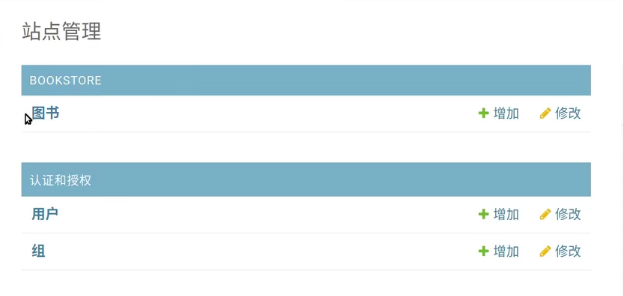 站点管理
BOOKSTORE
图书 增加 修改
认证和授权
用户 增加 修改
组 增加 修改